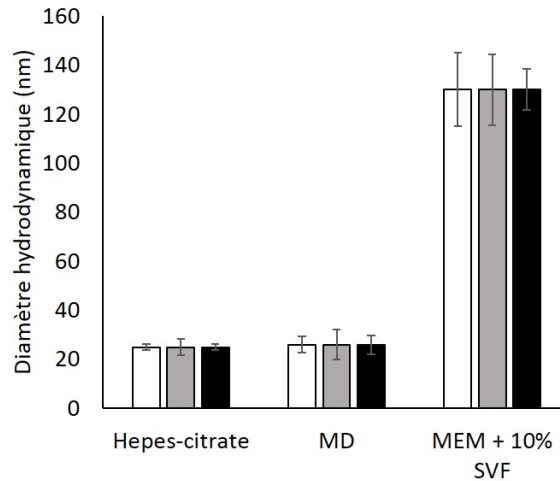 Diamètre hydrodynamique (nm)
160
140
120
100
80
60
40
20
0
Hepes-citrate
MD
MEM + 10%
SVF